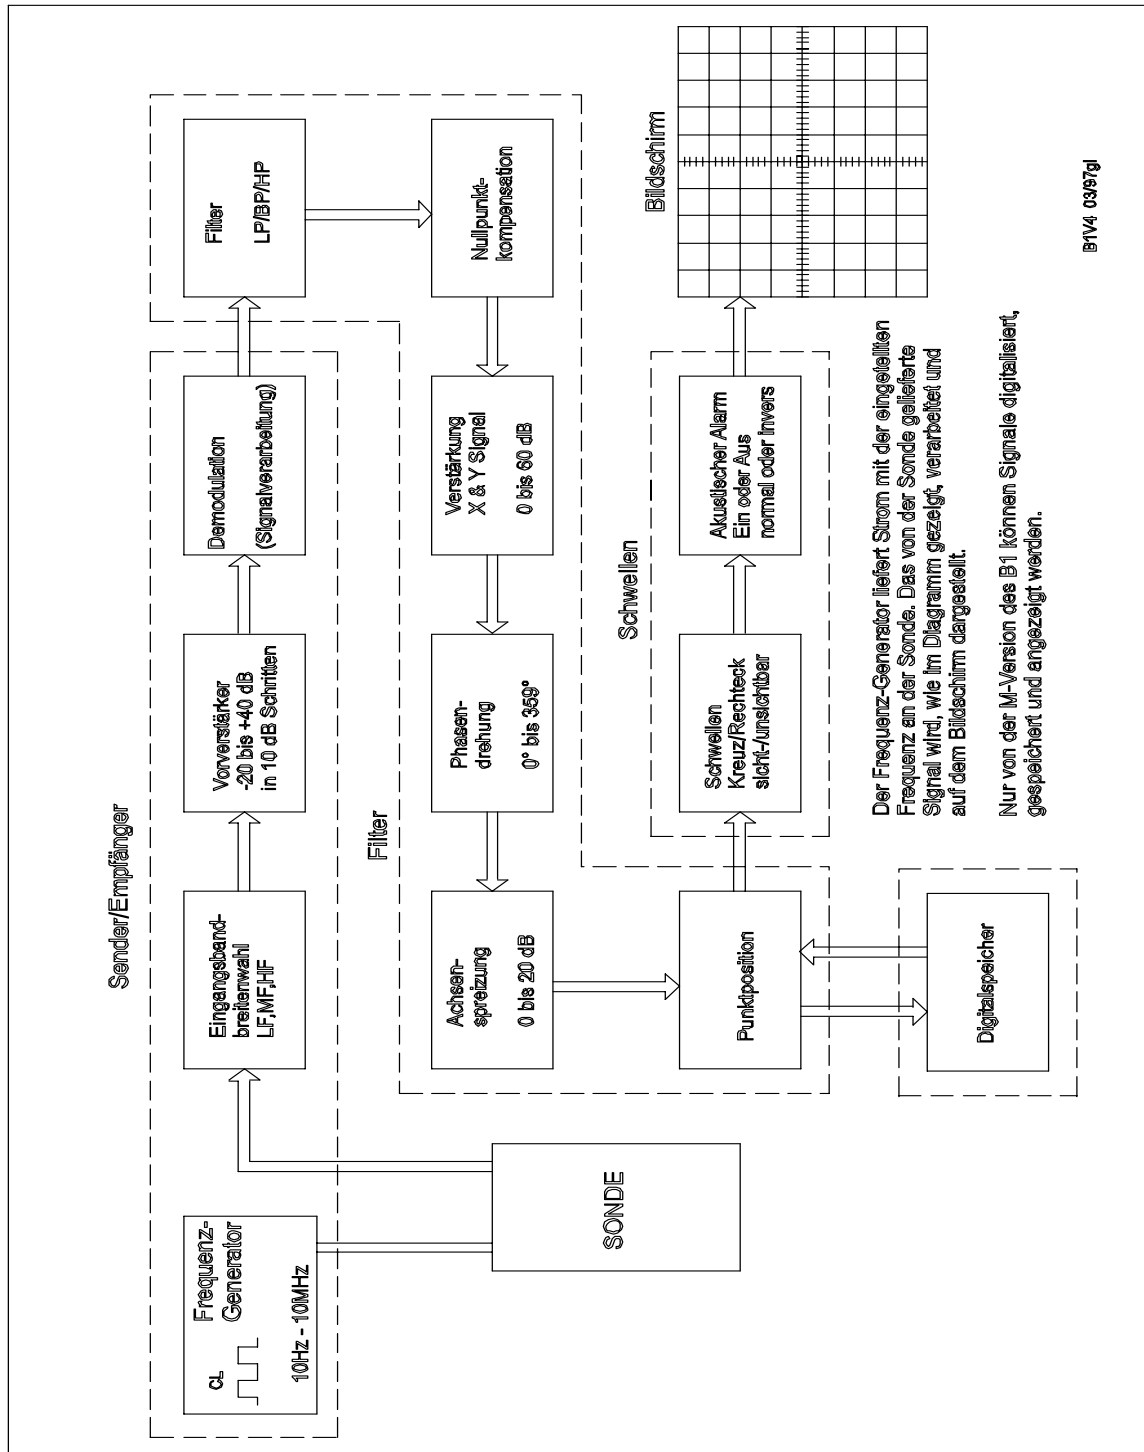 Sender/Empfänger
CL
Frequenz-
Generator
10Hz - 10MHz
Eingangsband-
breitenwahl
LF,MF,HF
Vorverstärker
-20 bis +40 dB
in 10 dB Schritten
Demodulation
(Signalverarbeitung)
Filter
LP/BP/HP
Filter
Achsen-
spreizung
0 bis 20 dB
Phasen-
drehung
0° bis 359°
Verstärkung
X & Y Signal
0 bis 60 dB
Nullpunkt-
kompensation
SONDE
Punktposition
Schwellen
Schwellen
Kreuz/Rechteck
sicht-/unsichtbar
Akustischer Alarm
Ein oder Aus
normal oder invers
Bildschirm
Digitalspeicher
Der Frequenz-Generator liefert Strom mit der eingetellten
Frequenz an der Sonde. Das von der Sonde gelieferte
Signal wird, wie im Diagramm gezeigt, verarbeitet und
auf dem Bildschirm dargestellt.
Nur von der M-Version des B1 können Signale digitalisiert,
gespeichert und angezeigt werden.
B1V4 03/97gl